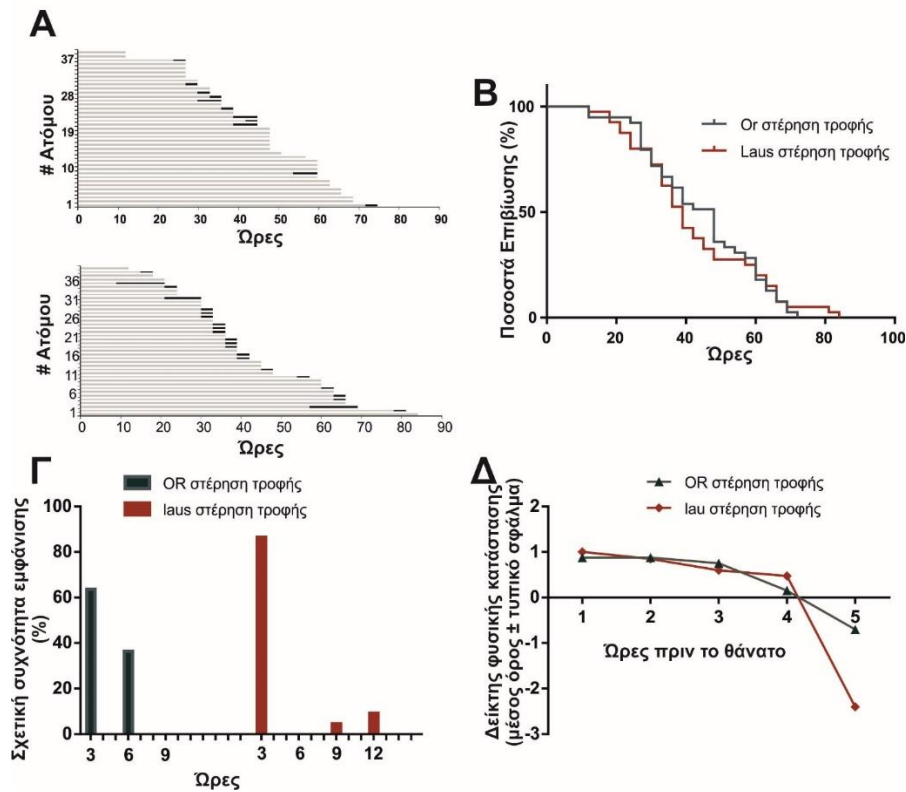 Α
# Ατόμου
37
28
19
10
1
0 10 20 30 40 50 60 70 80 90
Ώρες
# Ατόμου
36
31
26
21
16
11
6
1
0 10 20 30 40 50 60 70 80 90
Ώρες
Β
Ποσοστά Επιβίωσης (%)
100
50
0
0 20 40 60 80 100
Ώρες
Or στέρηση τροφής
Laus στέρηση τροφής
Γ
OR στέρηση τροφής
laus στέρηση τροφής
Σχετική συχνότητα εμφάνισης
(%)
100
80
60
40
20
0
3 6 9 3 6 9 12
Ώρες
Δ
OR στέρηση τροφής
lau στέρηση τροφής
Δείκτης φυσικής κατάστασης
(μέσος όρος ± τυπικό σφάλμα)
2
1
0
-1
-2
-3
1 2 3 4 5
Ώρες πριν το θάνατο